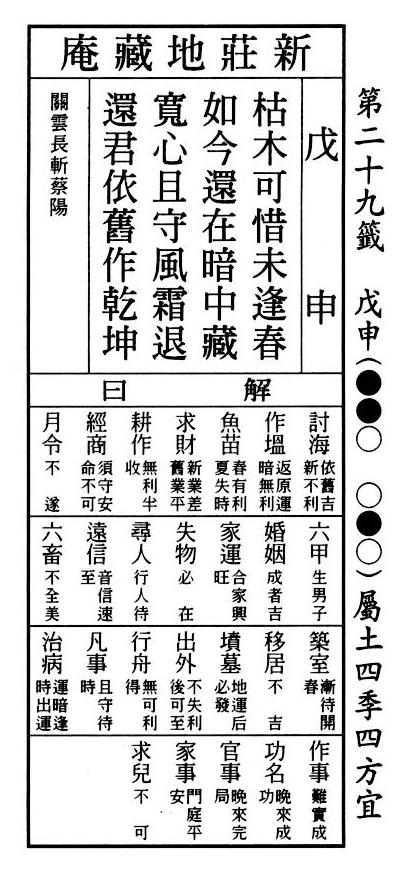 第二十九籤 戊申(●●○ ○●○)屬土四季四方宜
新莊地藏庵
戊申
枯木可惜未逢春
如今還在暗中藏
寬心且守風霜退
還君依舊作乾坤
關雲長斬蔡陽
解曰
討海 依舊吉新不利
作塭 返原運暗無利
魚苗 春有利夏失時
求財 新業差舊業平
耕作 無利半收
經商 須守安命不可
月令 不遂
六甲 生男子
婚姻 成者吉
家運 合家興旺
失物 必在
尋人 行人待
遠信 音信速至
六畜 不全美
築室 漸待開春
移居 不吉
墳墓 地運后必發
出外 不失利後可至
行舟 無可利得
凡事 且守待時
治病 運暗逢時出運
作事 難實成
功名 晚來成功
官事 晚來完局
家事 門庭平安
求兒 不可